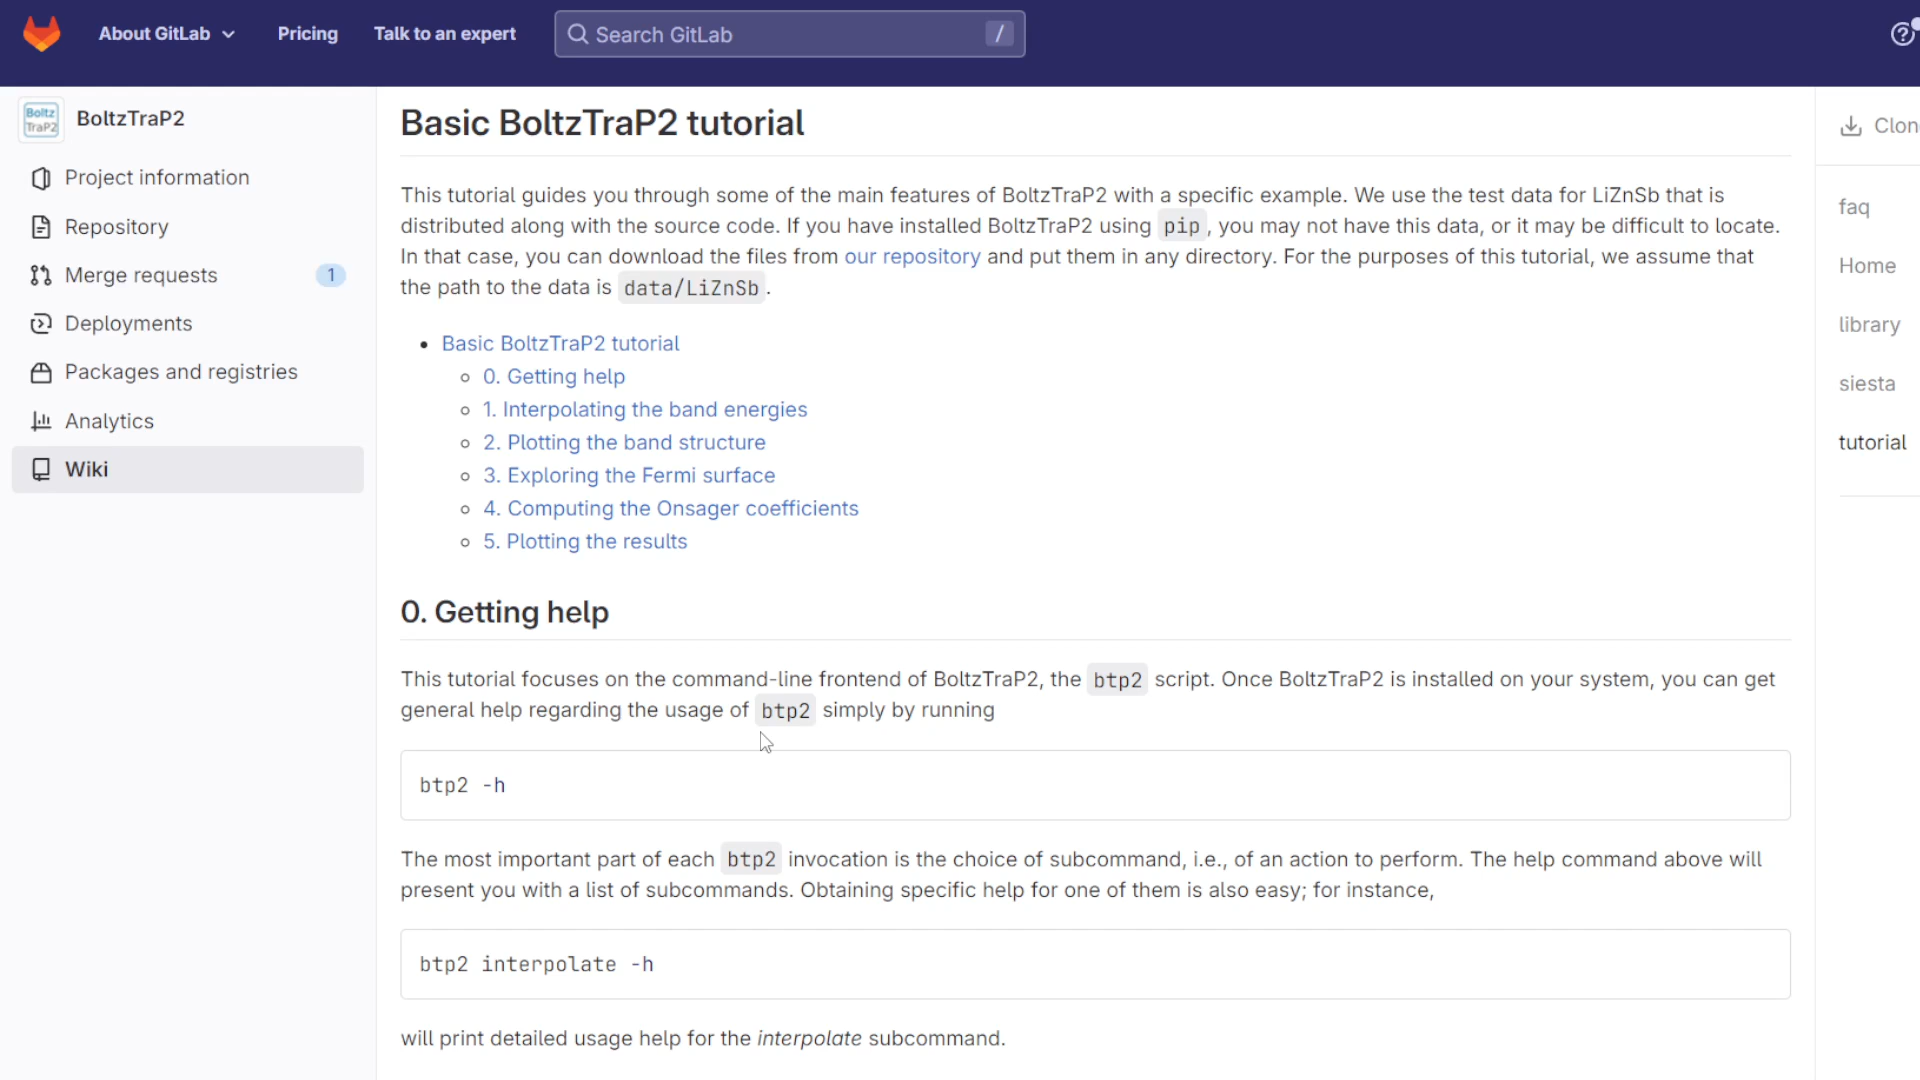 About GitLab
Pricing
Talk to an expert
Search GitLab
/
Boltz
TraP2
BoltzTraP2
Project information
Repository
Merge requests
1
Deployments
Packages and registries
Analytics
Wiki
Basic BoltzTraP2 tutorial
This tutorial guides you through some of the main features of BoltzTraP2 with a specific example. We use the test data for LiZnSb that is
distributed along with the source code. If you have installed BoltzTraP2 using pip, you may not have this data, or it may be difficult to locate.
In that case, you can download the files from our repository and put them in any directory. For the purposes of this tutorial, we assume that
the path to the data is data/LiZnSb.
Basic BoltzTraP2 tutorial
0. Getting help
1. Interpolating the band energies
2. Plotting the band structure
3. Exploring the Fermi surface
4. Computing the Onsager coefficients
5. Plotting the results
0. Getting help
This tutorial focuses on the command-line frontend of BoltzTraP2, the btp2 script. Once BoltzTraP2 is installed on your system, you can get
general help regarding the usage of btp2 simply by running
btp2 -h
The most important part of each btp2 invocation is the choice of subcommand, i.e., of an action to perform. The help command above will
present you with a list of subcommands. Obtaining specific help for one of them is also easy; for instance,
btp2 interpolate -h
will print detailed usage help for the interpolate subcommand.
Clon
faq
Home
library
siesta
tutorial